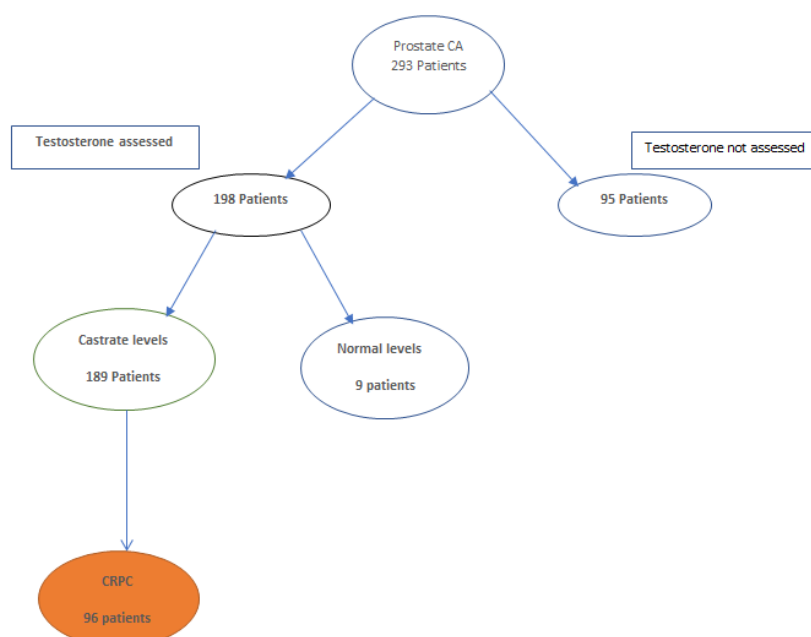 Prostate CA
293 Patients
Testosterone assessed
Testosterone not assessed
198 Patients
95 Patients
Castrate levels
189 Patients
Normal levels
9 patients
CRPC
96 patients